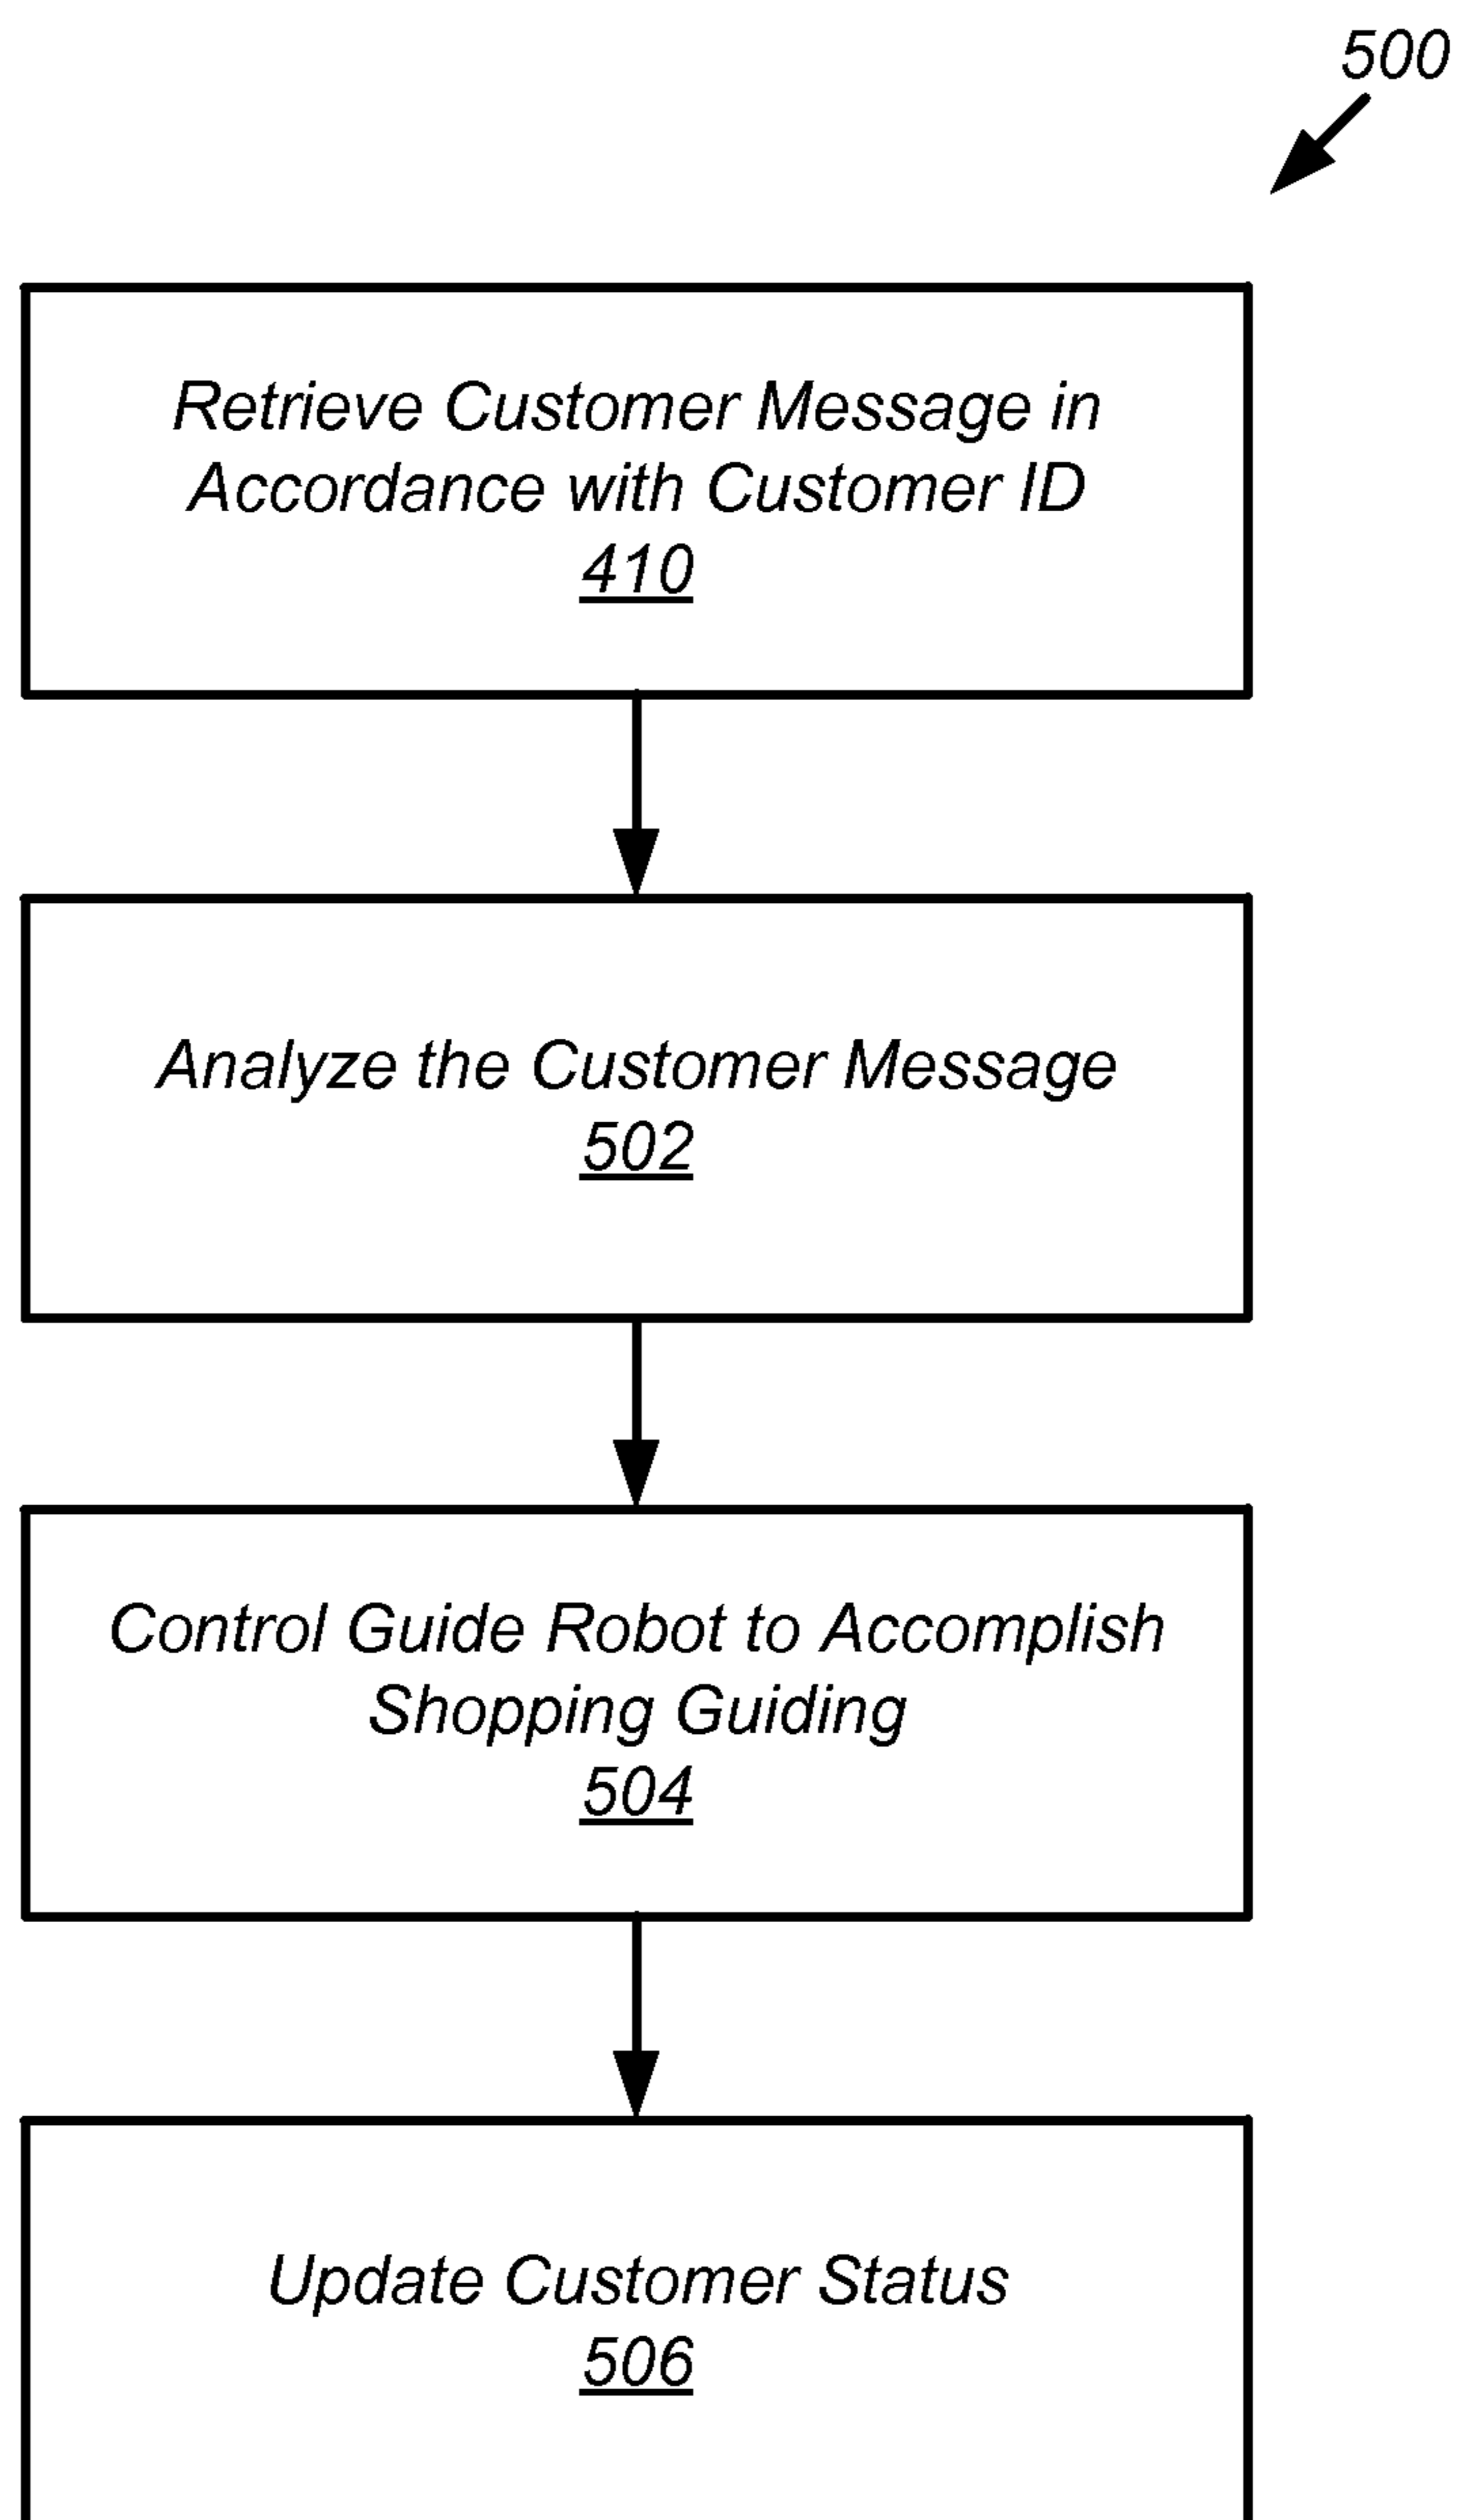 500
Retrieve Customer Message in
Accordance with Customer ID
410
Analyze the Customer Message
502
Control Guide Robot to Accomplish
Shopping Guiding
504
Update Customer Status
506